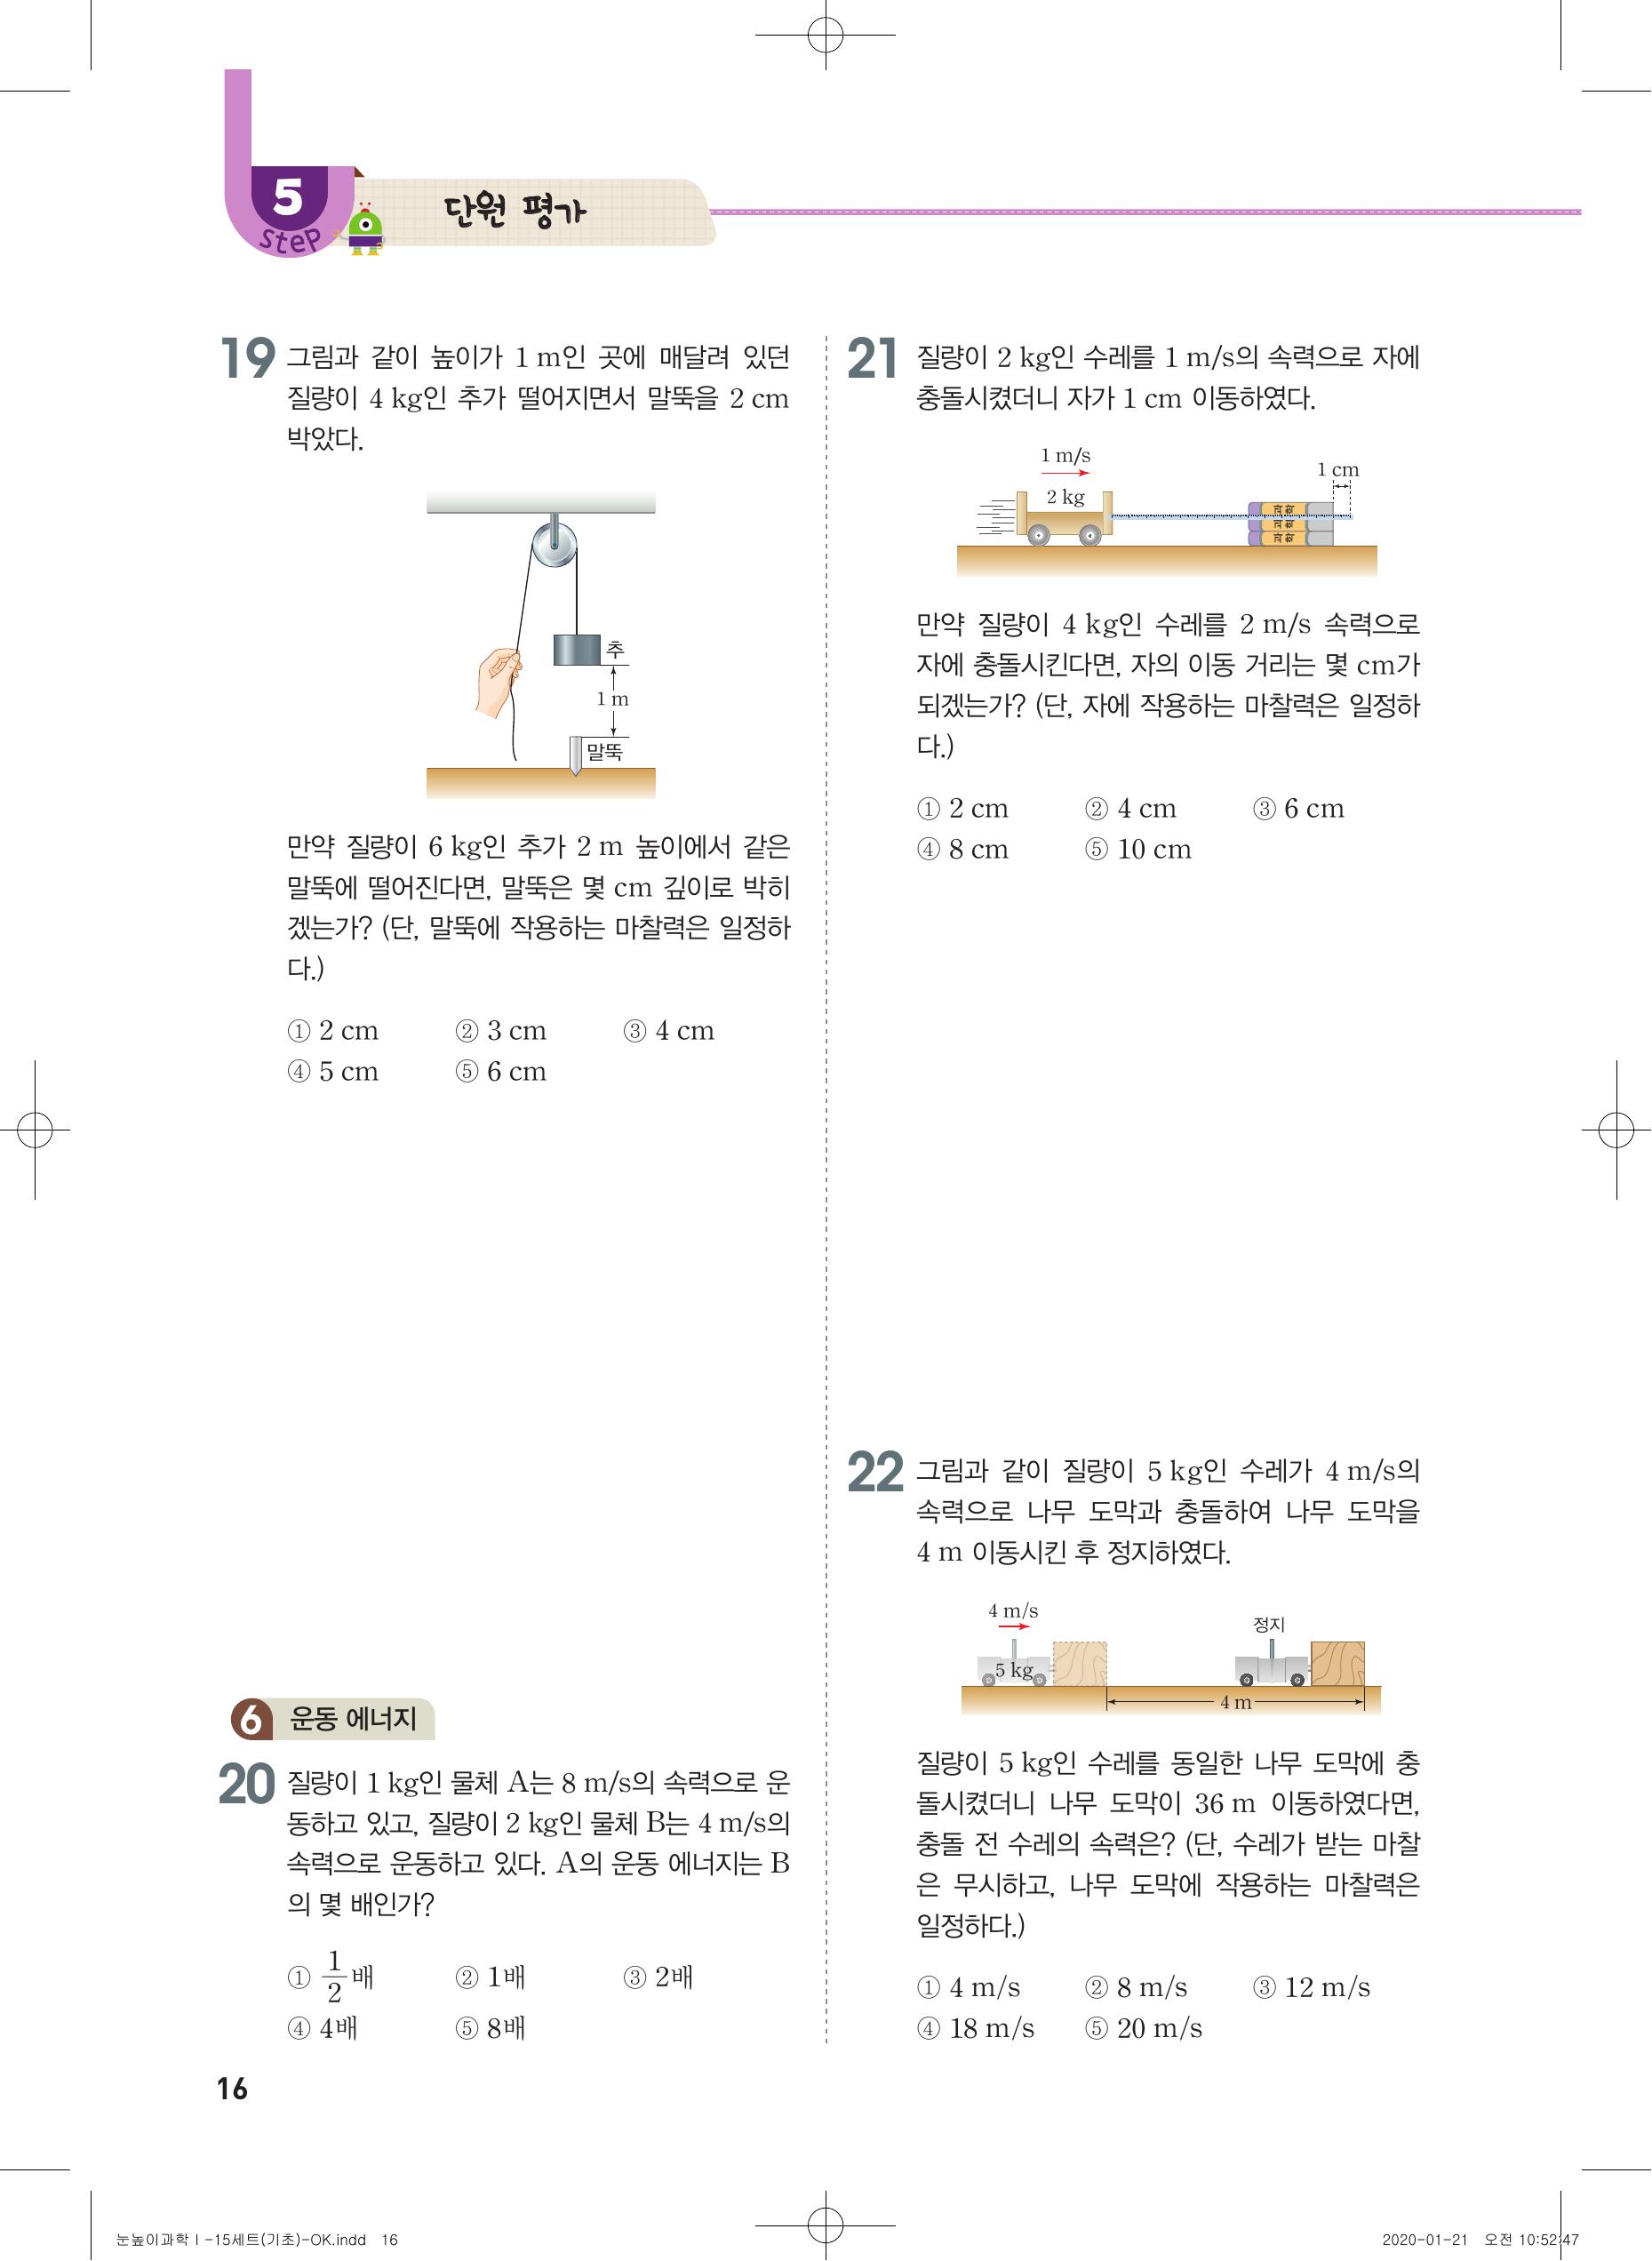 5
step
단원 평가
19 그림과 같이 높이가 1 m인 곳에 매달려 있던
질량이 4 kg인 추가 떨어지면서 말뚝을 2 cm
박았다.
추
1 m
말뚝
만약 질량이 6 kg인 추가 2 m 높이에서 같은
말뚝에 떨어진다면, 말뚝은 몇 cm 깊이로 박히
겠는가? (단, 말뚝에 작용하는 마찰력은 일정하
다.)
① 2 cm ② 3 cm ③ 4 cm
④ 5 cm ⑤ 6 cm
6 운동 에너지
20 질량이 1 kg인 물체 A는 8 m/s의 속력으로 운
동하고 있고, 질량이 2 kg인 물체 B는 4 m/s의
속력으로 운동하고 있다. A의 운동 에너지는 B
의 몇 배인가?
① 1/2배 ② 1배 ③ 2배
④ 4배 ⑤ 8배
21 질량이 2 kg인 수레를 1 m/s의 속력으로 자에
충돌시켰더니 자가 1 cm 이동하였다.
1 m/s
1 cm
2 kg
과학
과학
과학
만약 질량이 4 kg인 수레를 2 m/s 속력으로
자에 충돌시킨다면, 자의 이동 거리는 몇 cm가
되겠는가? (단, 자에 작용하는 마찰력은 일정하
다.)
① 2 cm ② 4 cm ③ 6 cm
④ 8 cm ⑤ 10 cm
22 그림과 같이 질량이 5 kg인 수레가 4 m/s의
속력으로 나무 도막과 충돌하여 나무 도막을
4 m 이동시킨 후 정지하였다.
4 m/s
정지
5 kg
4 m
질량이 5 kg인 수레를 동일한 나무 도막에 충
돌시켰더니 나무 도막이 36 m 이동하였다면,
충돌 전 수레의 속력은? (단, 수레가 받는 마찰
은 무시하고, 나무 도막에 작용하는 마찰력은
일정하다.)
① 4 m/s ② 8 m/s ③ 12 m/s
④ 18 m/s ⑤ 20 m/s
16
눈높이과학Ⅰ-15세트(기초)-OK.indd 16
2020-01-21 오전 10:52:47